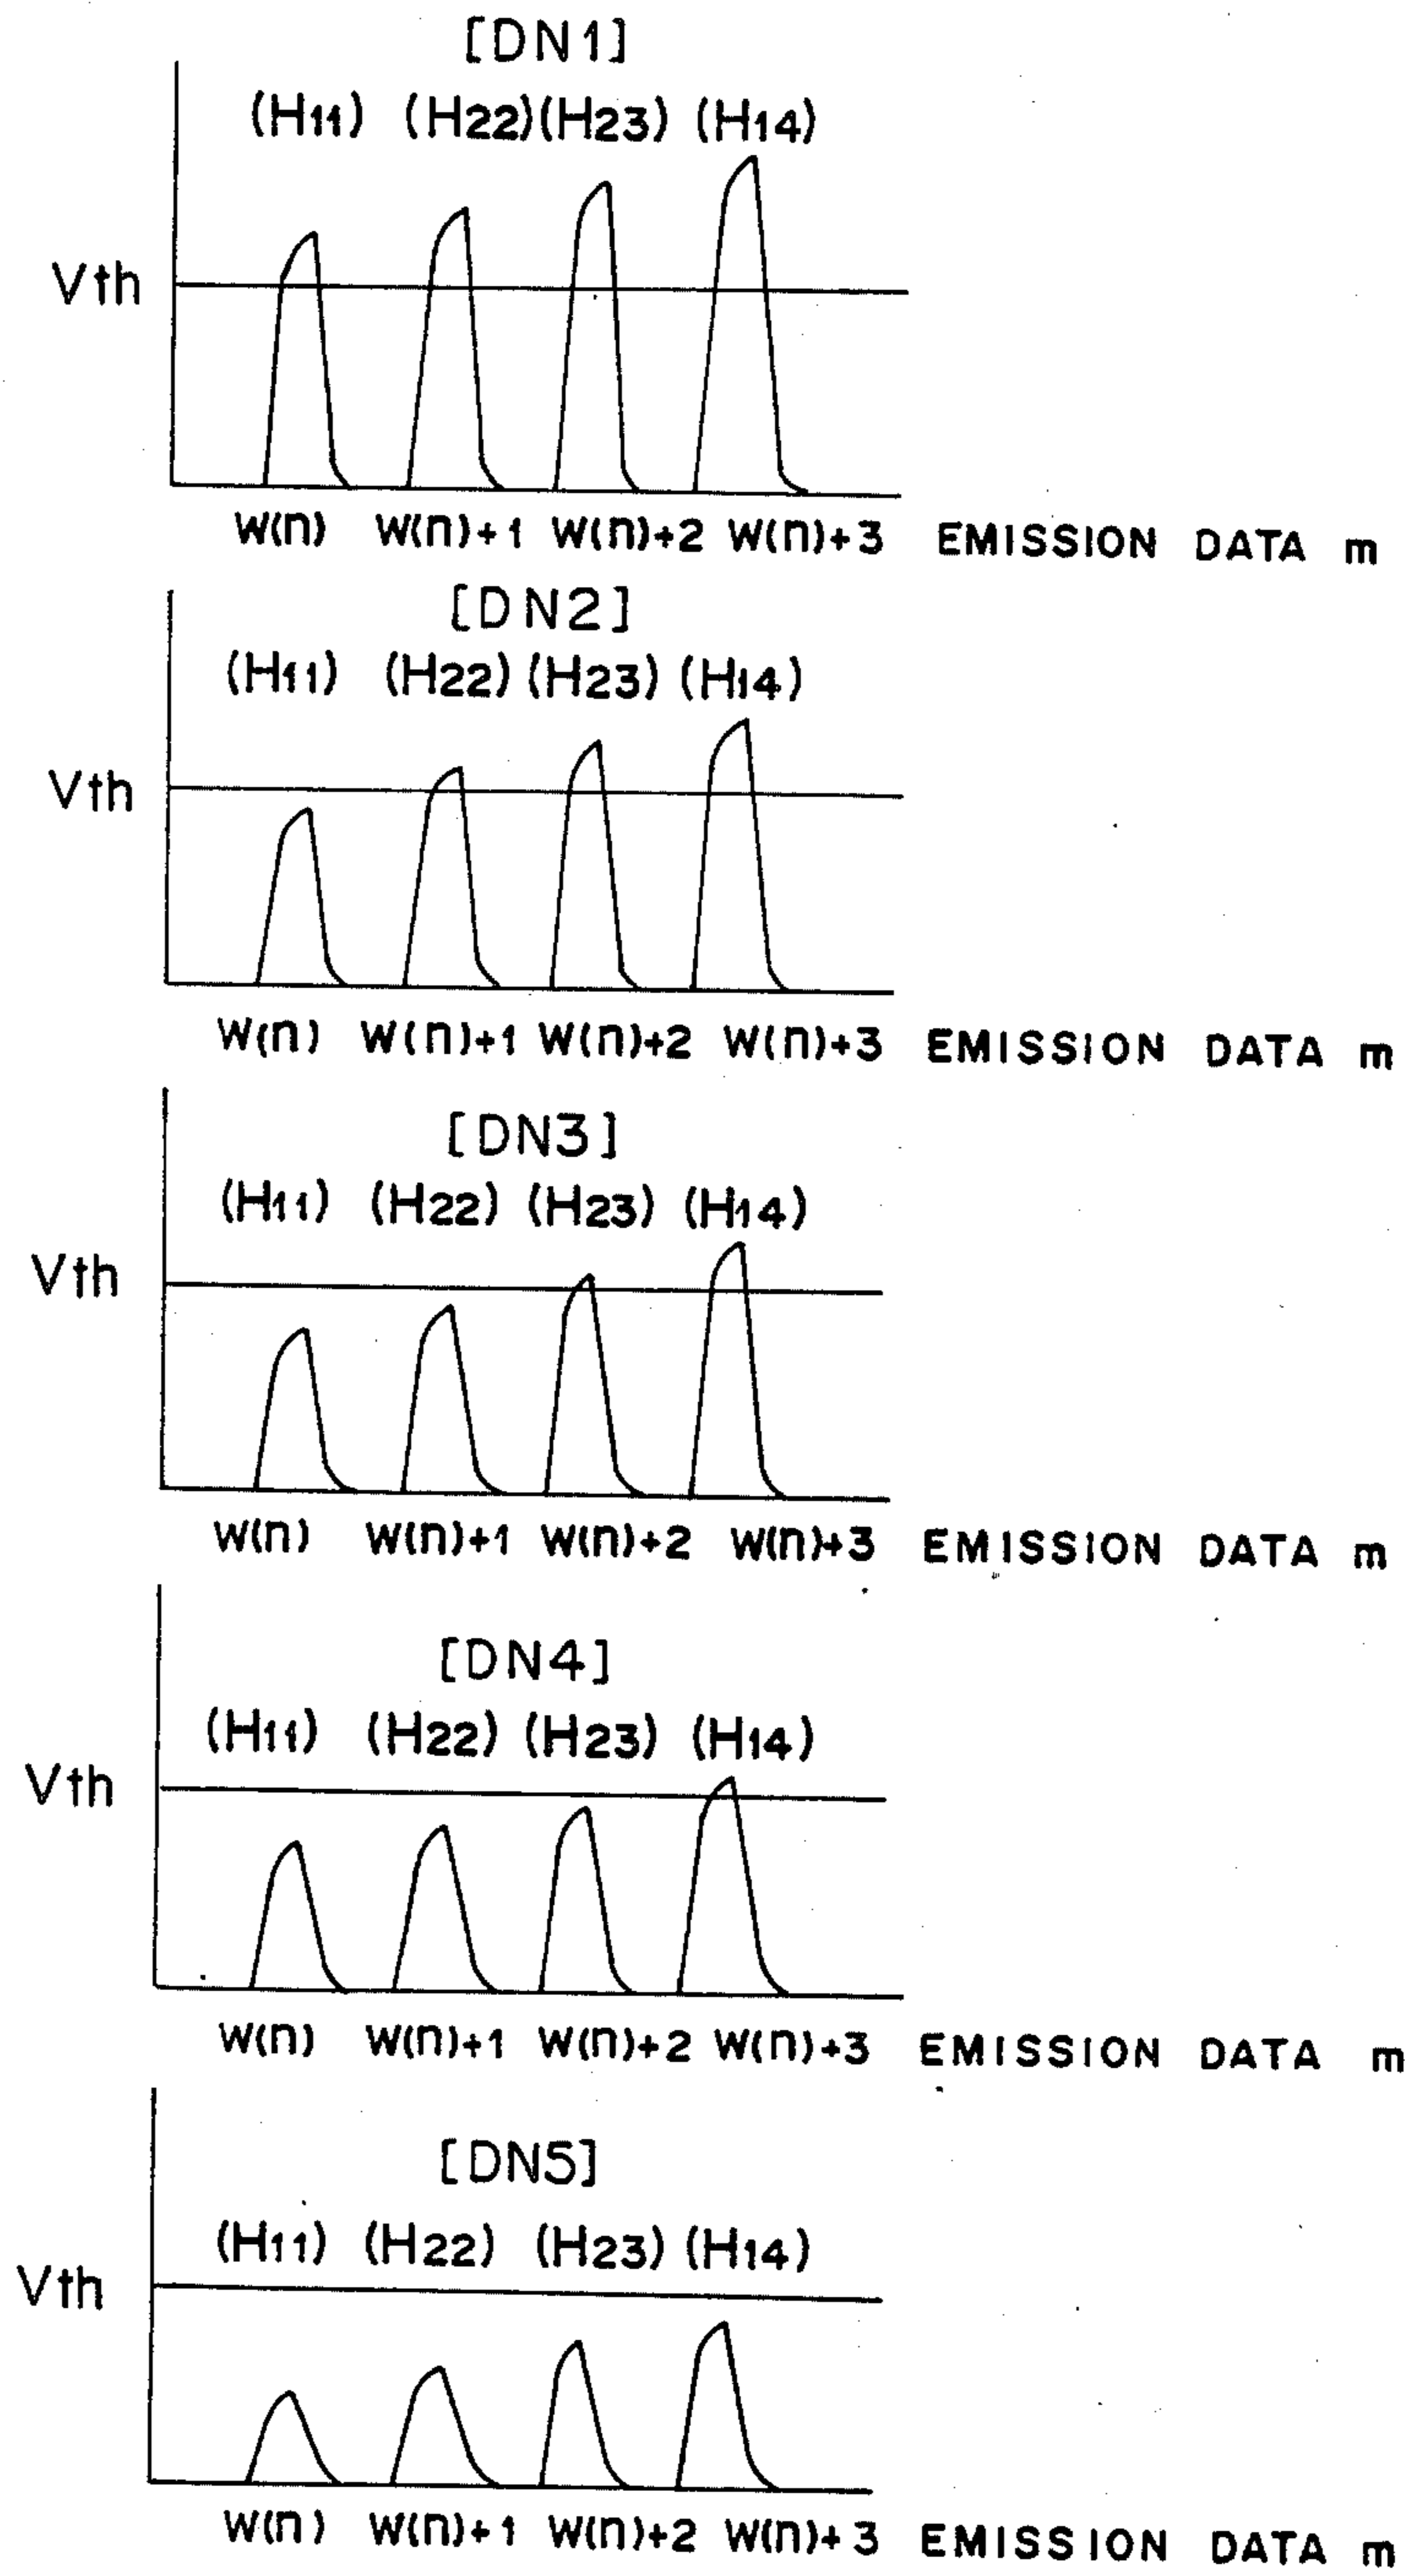 [DN1]
(H11) (H22) (H23) (H14)
Vth
W(n) W(n)+1 W(n)+2 W(n)+3 EMISSION DATA m
[DN2]
(H11) (H22) (H23) (H14)
Vth
W(n) W(n)+1 W(n)+2 W(n)+3 EMISSION DATA m
[DN3]
(H11) (H22) (H23) (H14)
Vth
W(n) W(n)+1 W(n)+2 W(n)+3 EMISSION DATA m
[DN4]
(H11) (H22) (H23) (H14)
Vth
W(n) W(n)+1 W(n)+2 W(n)+3 EMISSION DATA m
[DN5]
(H11) (H22) (H23) (H14)
Vth
W(n) W(n)+1 W(n)+2 W(n)+3 EMISSION DATA m